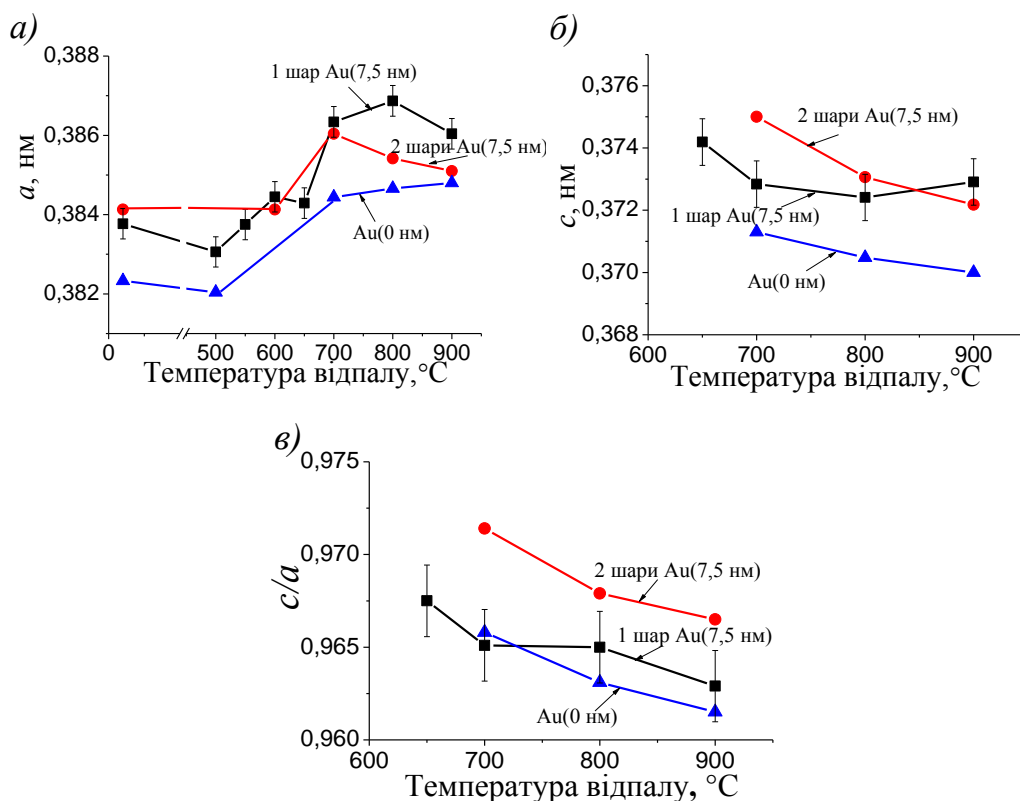 а)
0,388
0,386
0,384
0,382
a, нм
1 шар Au(7,5 нм)
2 шари Au(7,5 нм)
Au(0 нм)
0
500
600
700
800
900
Температура відпалу,°C
б)
0,376
0,374
0,372
0,370
0,368
c, нм
2 шари Au(7,5 нм)
1 шар Au(7,5 нм)
Au(0 нм)
600
700
800
900
Температура відпалу,°C
в)
0,975
0,970
0,965
0,960
c/a
2 шари Au(7,5 нм)
1 шар Au(7,5 нм)
Au(0 нм)
600
700
800
900
Температура відпалу, °C